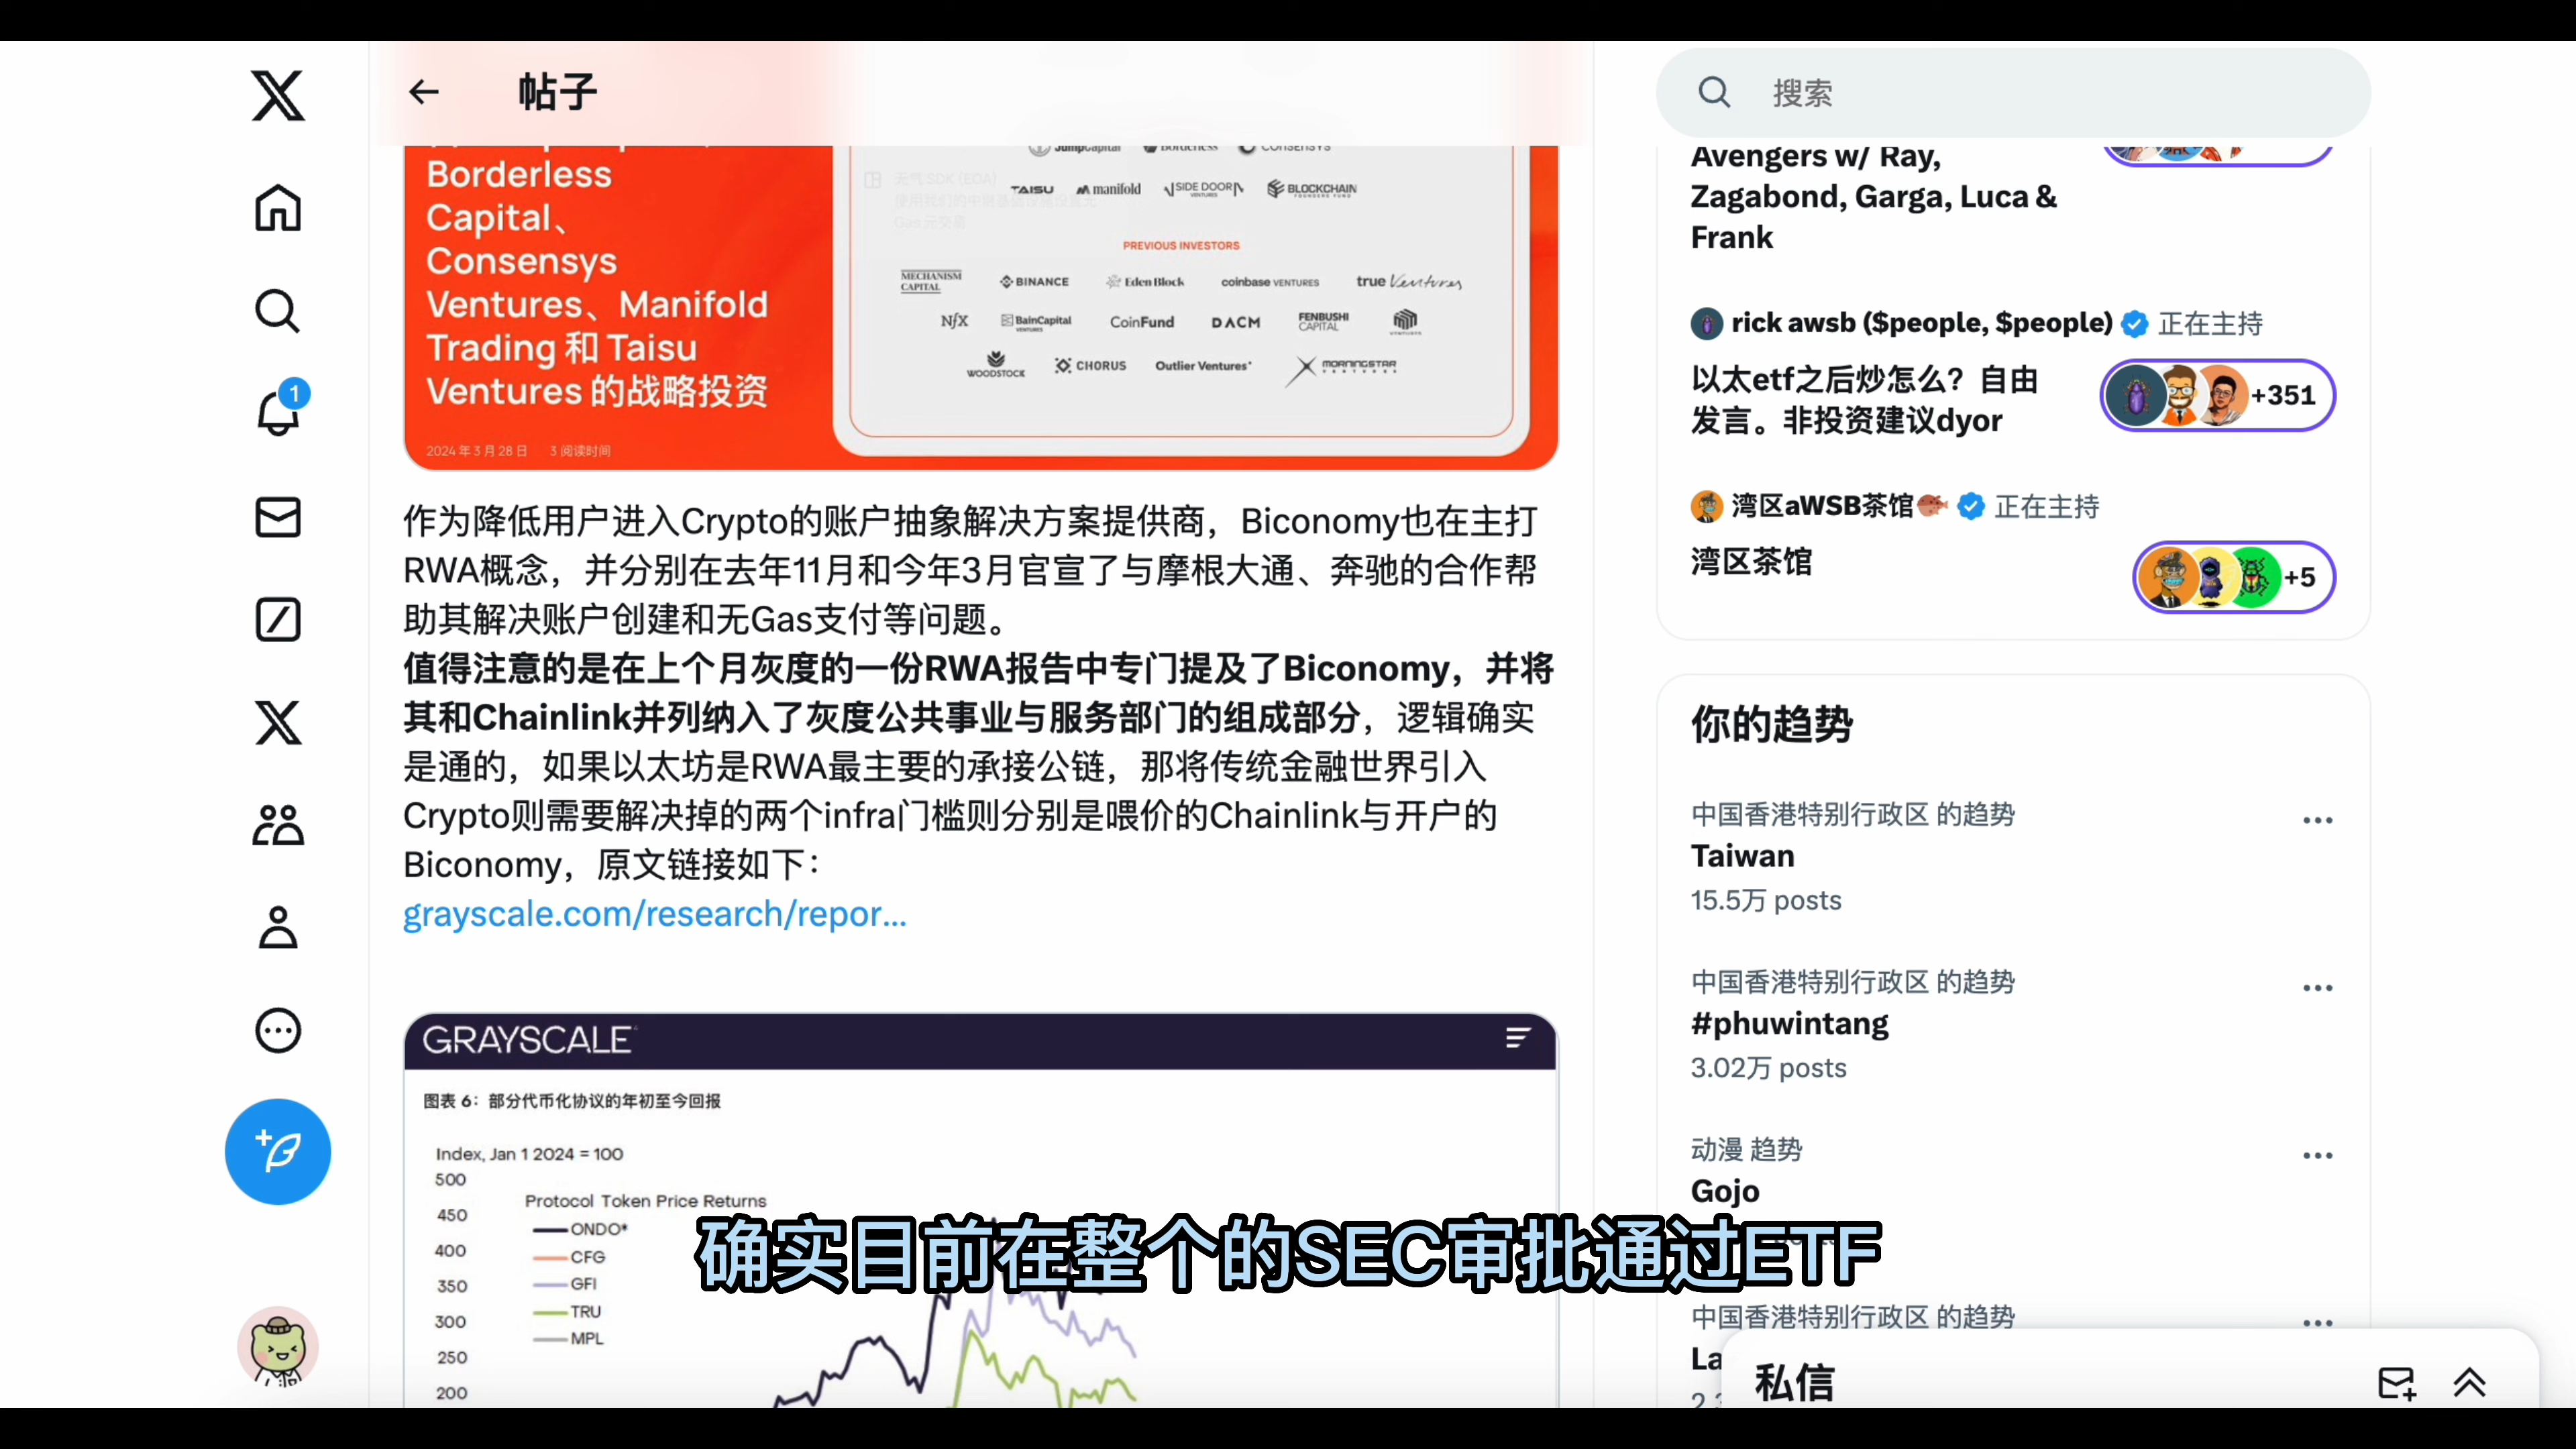 帖子
搜索
Borderless
Capital、
Consensys
Ventures、Manifold
Trading 和 Taisu
Ventures 的战略投资
2024 年 3 月 28 日 3 阅读时间
JumpCapital Borderless CONSENSYS
无气 SDK (EOA)
TAISU manifold SIDE DOOR VENTURES BLOCKCHAIN FOUNDERS FUND
Gas 元交易
PREVIOUS INVESTORS
MECHANISM CAPITAL BINANCE Eden Block coinbase VENTURES true Ventures
NfX BainCapital VENTURES CoinFund DACM FENBUSHI CAPITAL
WOODSTOCK CHORUS Outlier Ventures MORNINGSTAR VENTURES
作为降低用户进入Crypto的账户抽象解决方案提供商，Biconomy也在主打
RWA概念，并分别在去年11月和今年3月官宣了与摩根大通、奔驰的合作帮
助其解决账户创建和无Gas支付等问题。
值得注意的是在上个月灰度的一份RWA报告中专门提及了Biconomy，并将
其和Chainlink并列纳入了灰度公共事业与服务部门的组成部分，逻辑确实
是通的，如果以太坊是RWA最主要的承接公链，那将传统金融世界引入
Crypto则需要解决掉的两个infra门槛则分别是喂价的Chainlink与开户的
Biconomy，原文链接如下：
grayscale.com/research/repor...
GRAYSCALE
图表 6：部分代币化协议的年初至今回报
Index, Jan 1 2024 = 100
500
450
400
350
300
250
200
Protocol Token Price Returns
ONDO*
CFG
GFI
TRU
MPL
确实目前在整个的SEC审批通过ETF
1
Avengers w/ Ray,
Zagabond, Garga, Luca &
Frank
rick awsb ($people, $people) 正在主持
以太etf之后炒怎么？自由
发言。非投资建议dyor
+351
湾区aWSB茶馆 正在主持
湾区茶馆
+5
你的趋势
中国香港特别行政区 的趋势
Taiwan
15.5万 posts
中国香港特别行政区 的趋势
#phuwintang
3.02万 posts
动漫 趋势
Gojo
中国香港特别行政区 的趋势
La
私信